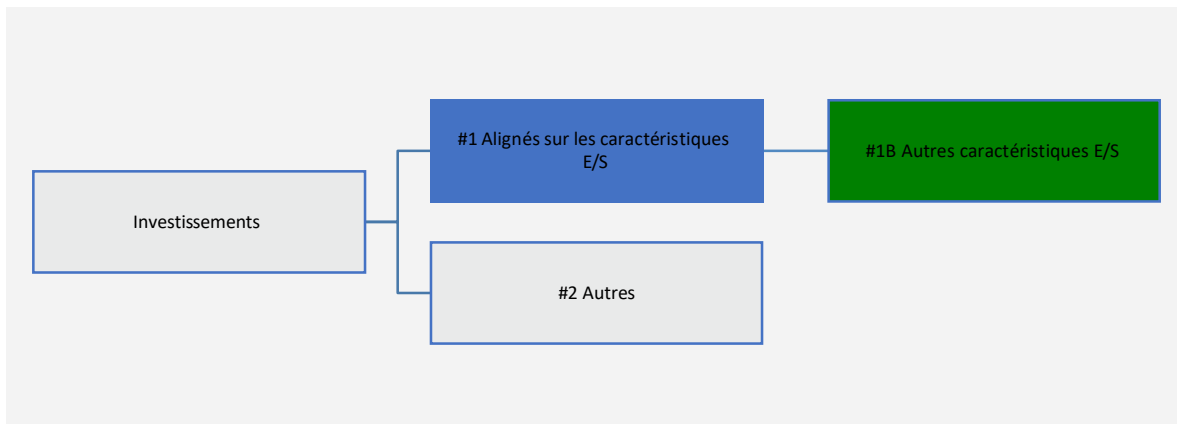 #1 Alignés sur les caractéristiques
E/S
#1B Autres caractéristiques E/S
Investissements
#2 Autres